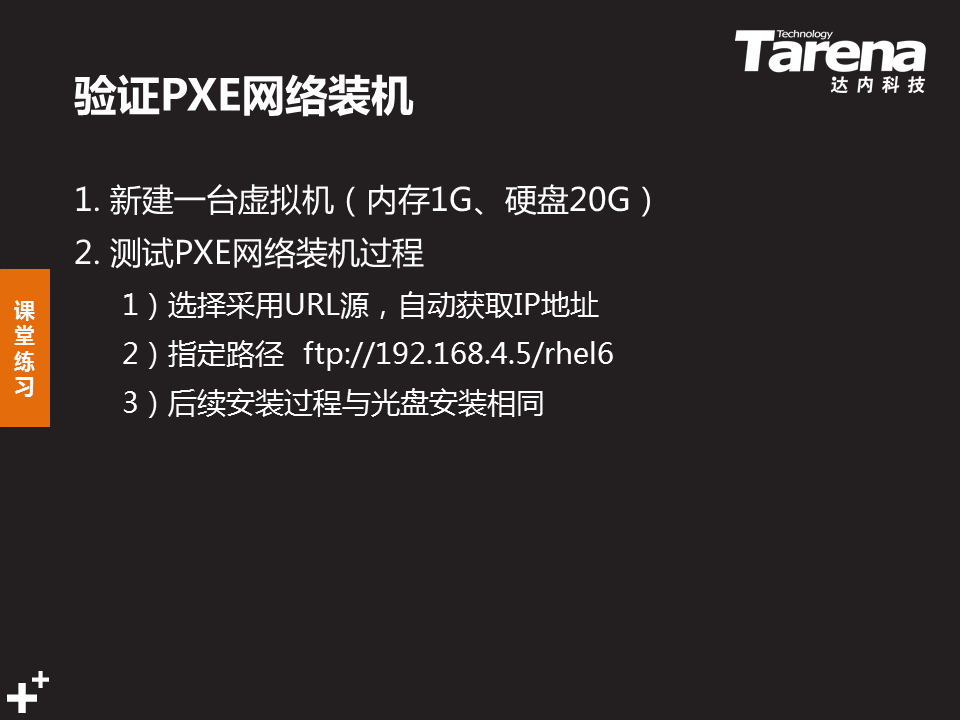 Technology
Tarena
达内科技
验证PXE网络装机
1. 新建一台虚拟机（内存1G、硬盘20G）
2. 测试PXE网络装机过程
1）选择采用URL源，自动获取IP地址
2）指定路径 ftp://192.168.4.5/rhel6
3）后续安装过程与光盘安装相同
课堂练习